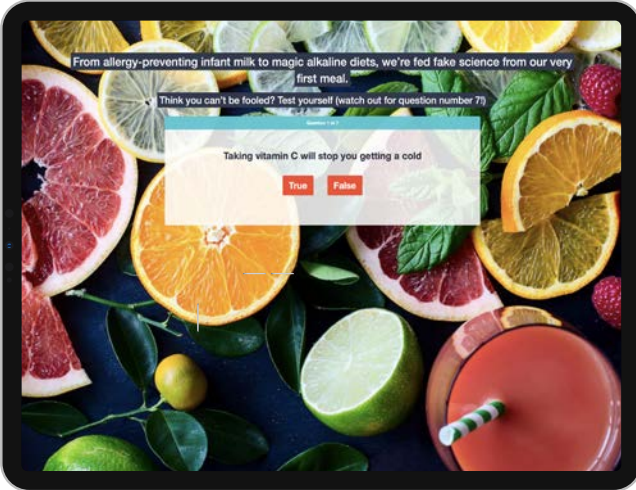 From allergy-preventing infant milk to magic alkaline diets, we're fed fake science from our very
first meal.
Think you can't be fooled? Test yourself (watch out for question number 7!)
Question 1 of 7
Taking vitamin C will stop you getting a cold
True
False